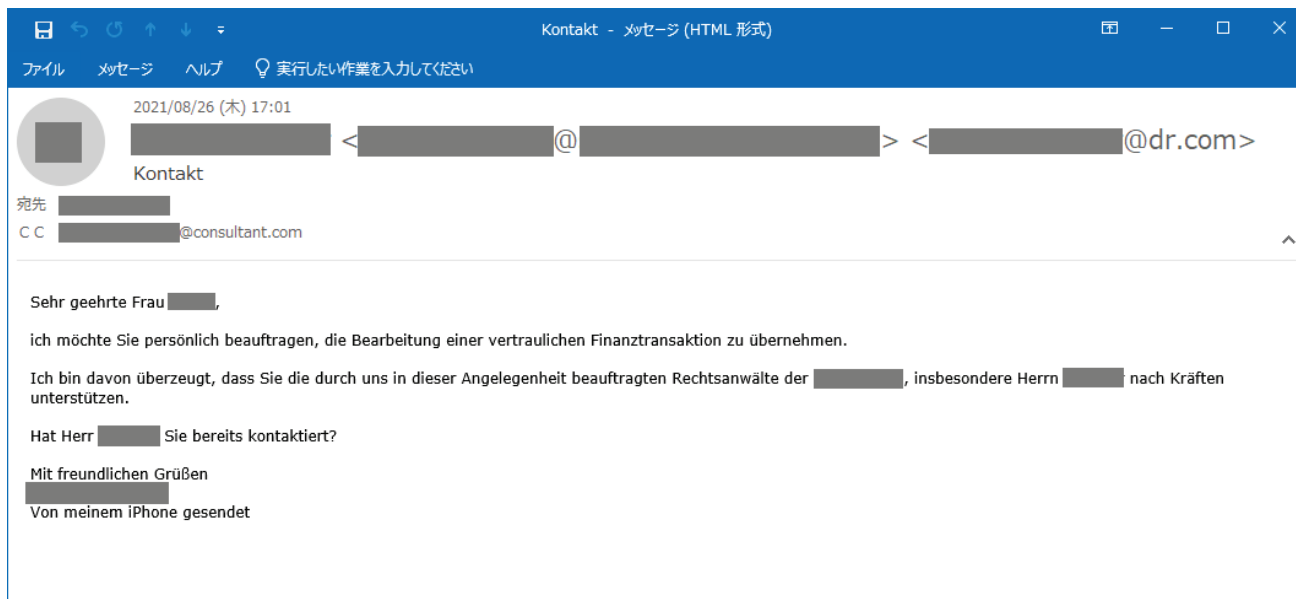 Kontakt - メッセージ (HTML 形式)
ファイル メッセージ ヘルプ 実行したい作業を入力してください
2021/08/26 (木) 17:01
< @ > < @dr.com>
Kontakt
宛先
C C @consultant.com
Sehr geehrte Frau ,
ich möchte Sie persönlich beauftragen, die Bearbeitung einer vertraulichen Finanztransaktion zu übernehmen.
Ich bin davon überzeugt, dass Sie die durch uns in dieser Angelegenheit beauftragten Rechtsanwälte der , insbesondere Herrn nach Kräften
unterstützen.
Hat Herr Sie bereits kontaktiert?
Mit freundlichen Grüßen
Von meinem iPhone gesendet